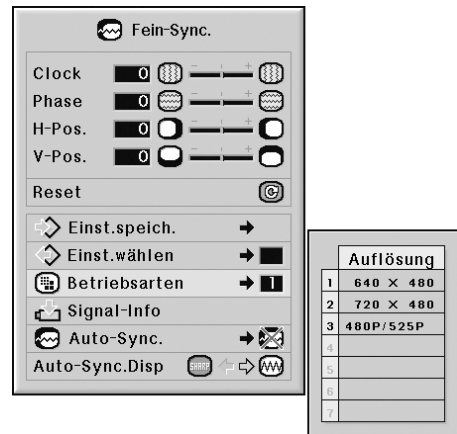 Fein-Sync.
Clock 0 - +
Phase 0 - +
H-Pos. 0 - +
V-Pos. 0 - +
Reset
Einst.speich.
Einst.wählen
Betriebsarten 1
Signal-Info
Auto-Sync.
Auto-Sync.Disp SHARP
Auflösung
1 640 × 480
2 720 × 480
3 480P/525P
4
5
6
7